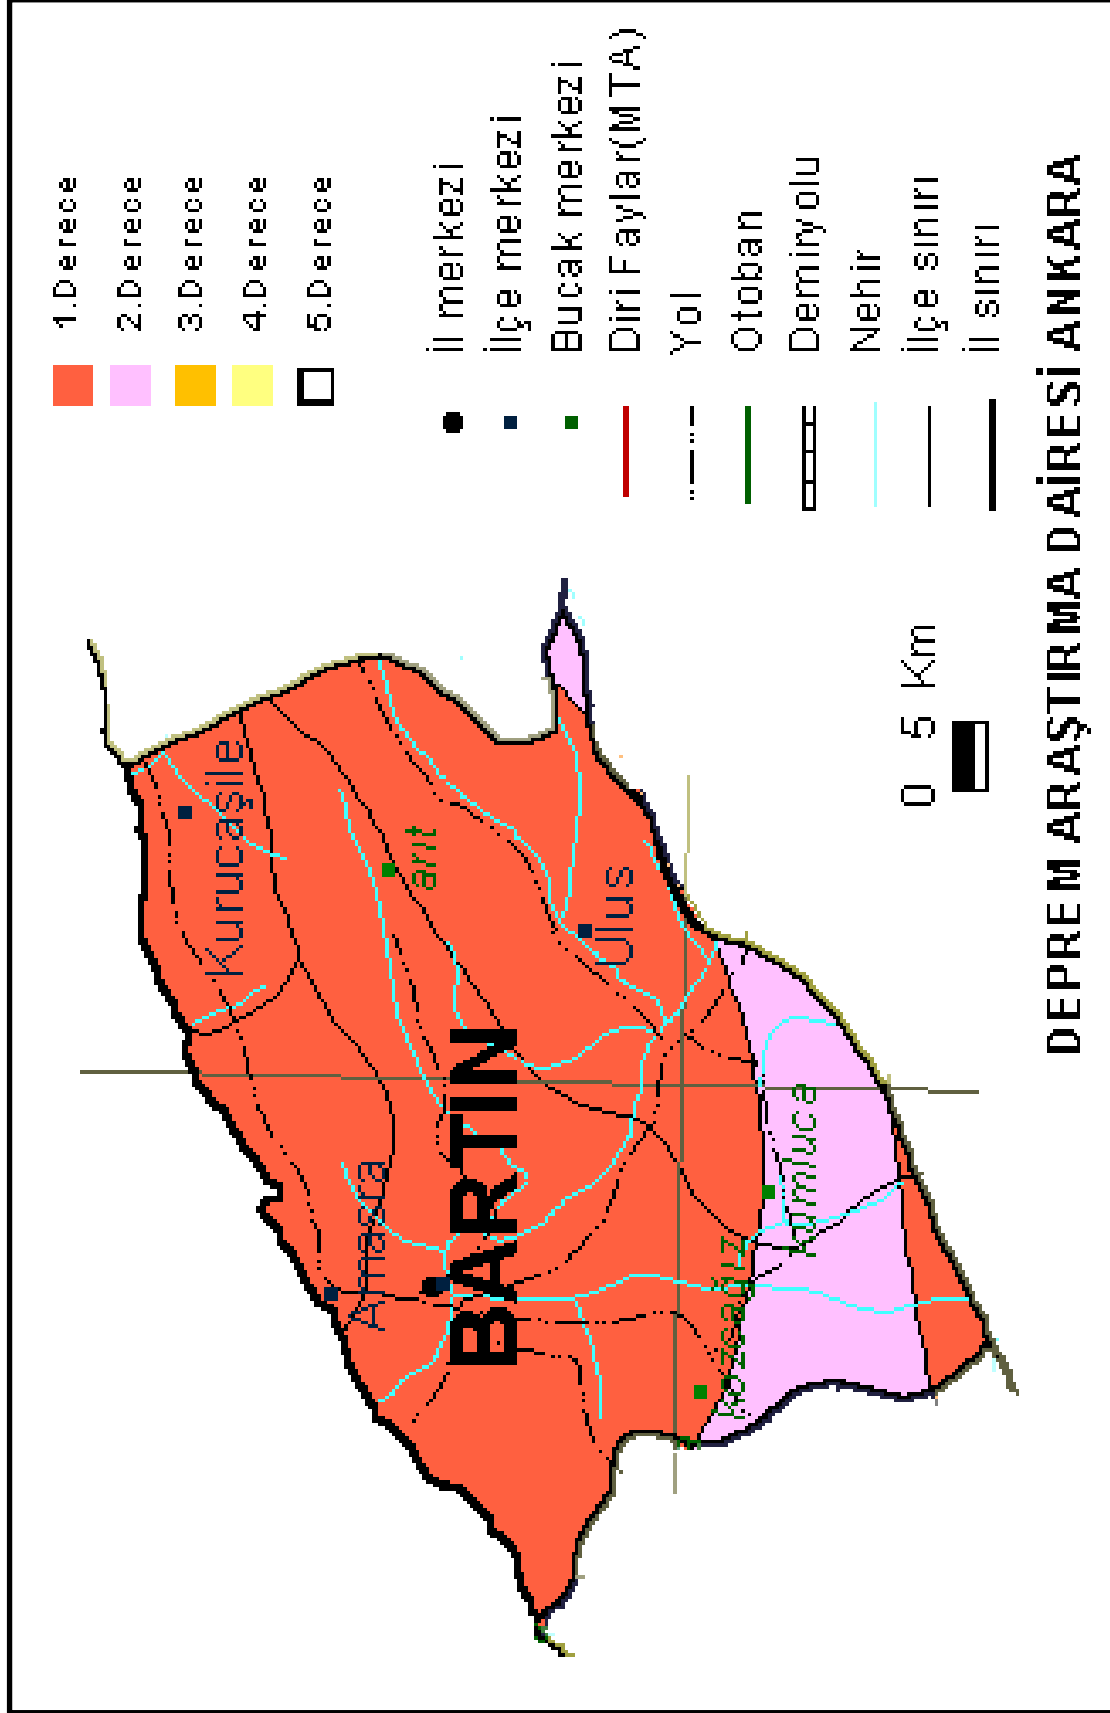 1.Derece
2.Derece
3.Derece
4.Derece
5.Derece
İl merkezi
İlçe merkezi
Bucak merkezi
Diri Faylar(MTA)
Yol
Otoban
Demiryolu
Nehir
İlçe sınırı
İl sınırı
Kurucaşile
arıt
Amasra
BARTIN
Ulus
kozcağız
kumluca
0 5 Km
DEPREM ARAŞTIRMA DAİRESİ ANKARA